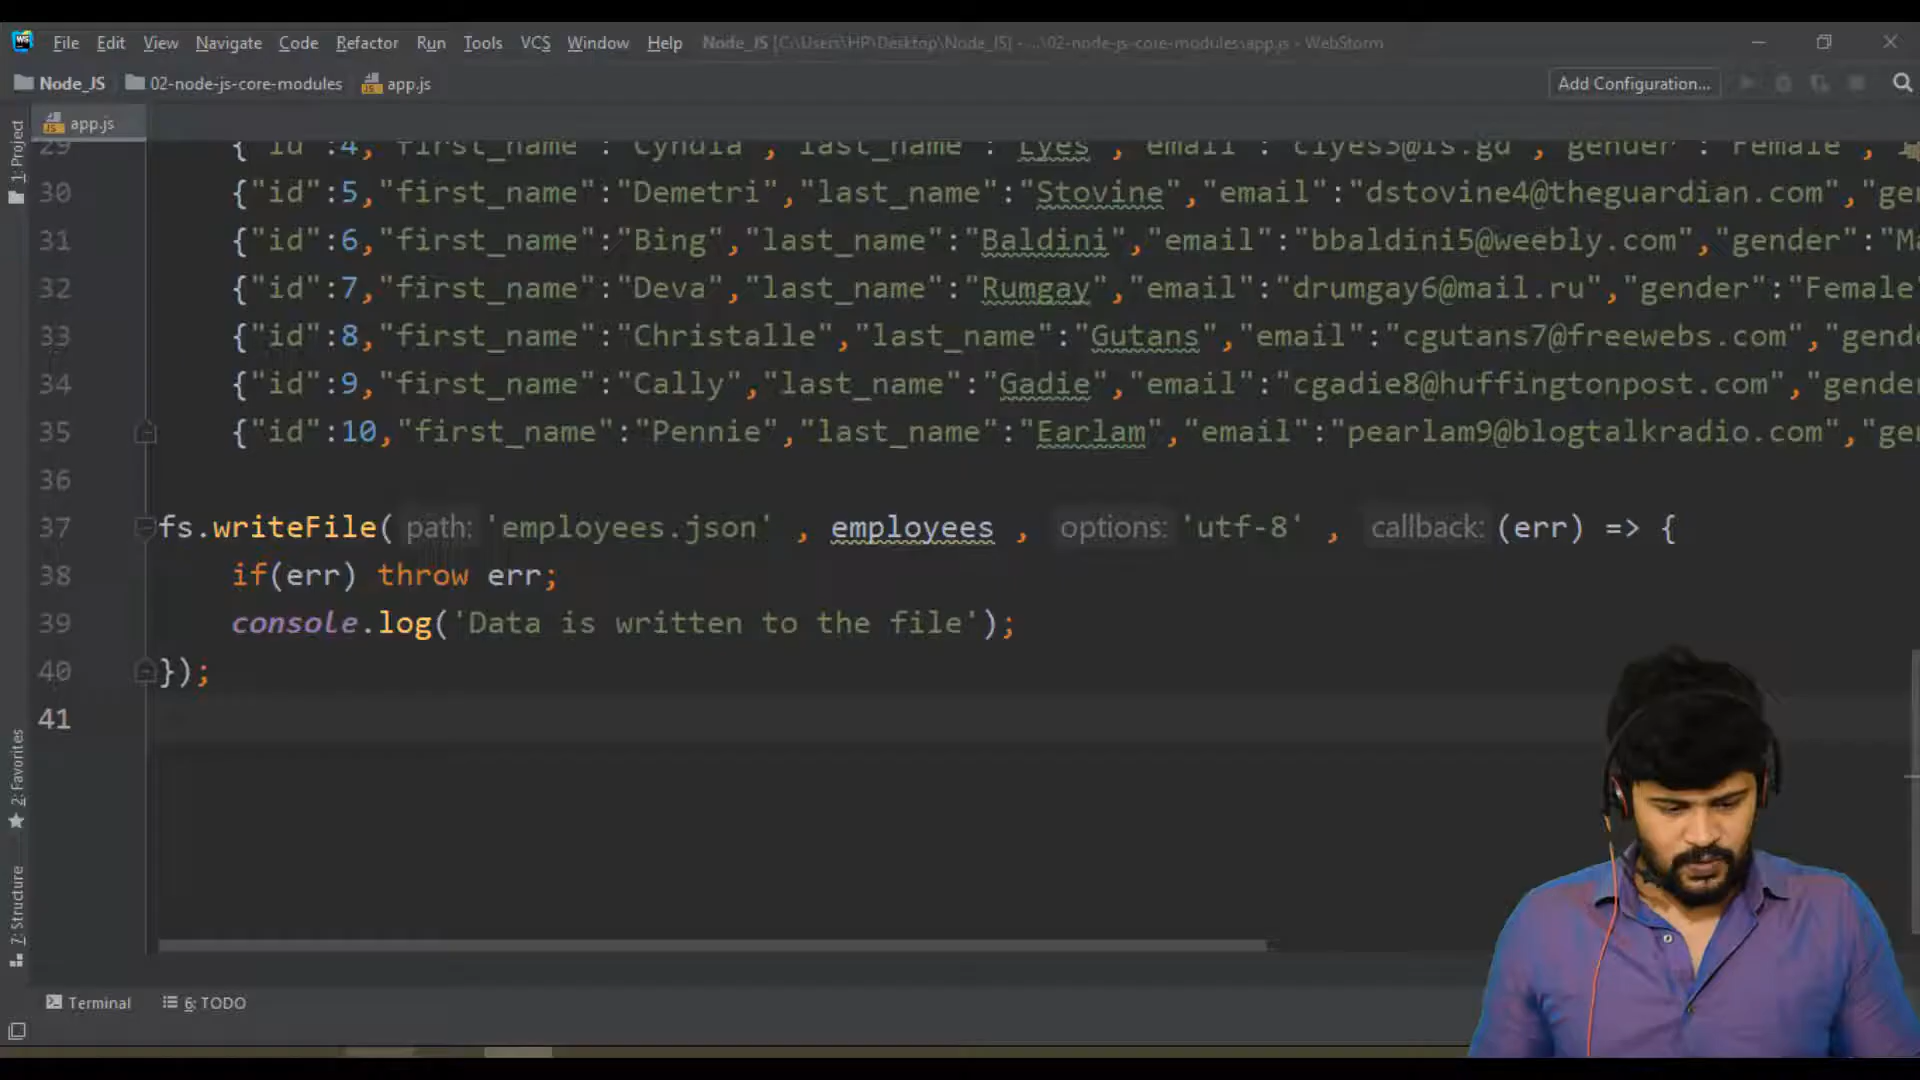 File Edit View Navigate Code Refactor Run Tools VCS Window Help Node_JS [C:\Users\HP\Desktop\Node_JS] - ...\02-node-js-core-modules\app.js - WebStorm
Node_JS 02-node-js-core-modules app.js Add Configuration...
app.js
1: Project
29 {"id":4,"first_name":"Cyndia","last_name":"Lyes","email":"clyes3@is.gd","gender":"Female",
30 {"id":5,"first_name":"Demetri","last_name":"Stovine","email":"dstovine4@theguardian.com","gen
31 {"id":6,"first_name":"Bing","last_name":"Baldini","email":"bbaldini5@weebly.com","gender":"Ma
32 {"id":7,"first_name":"Deva","last_name":"Rumgay","email":"drumgay6@mail.ru","gender":"Female"
33 {"id":8,"first_name":"Christalle","last_name":"Gutans","email":"cgutans7@freewebs.com","gende
34 {"id":9,"first_name":"Cally","last_name":"Gadie","email":"cgadie8@huffingtonpost.com","gender
35 {"id":10,"first_name":"Pennie","last_name":"Earlam","email":"pearlam9@blogtalkradio.com","gen
36
37 fs.writeFile( path: 'employees.json' , employees , options: 'utf-8' , callback: (err) => {
38 if(err) throw err;
39 console.log('Data is written to the file');
40 });
41
2: Favorites
7: Structure
Terminal 6: TODO